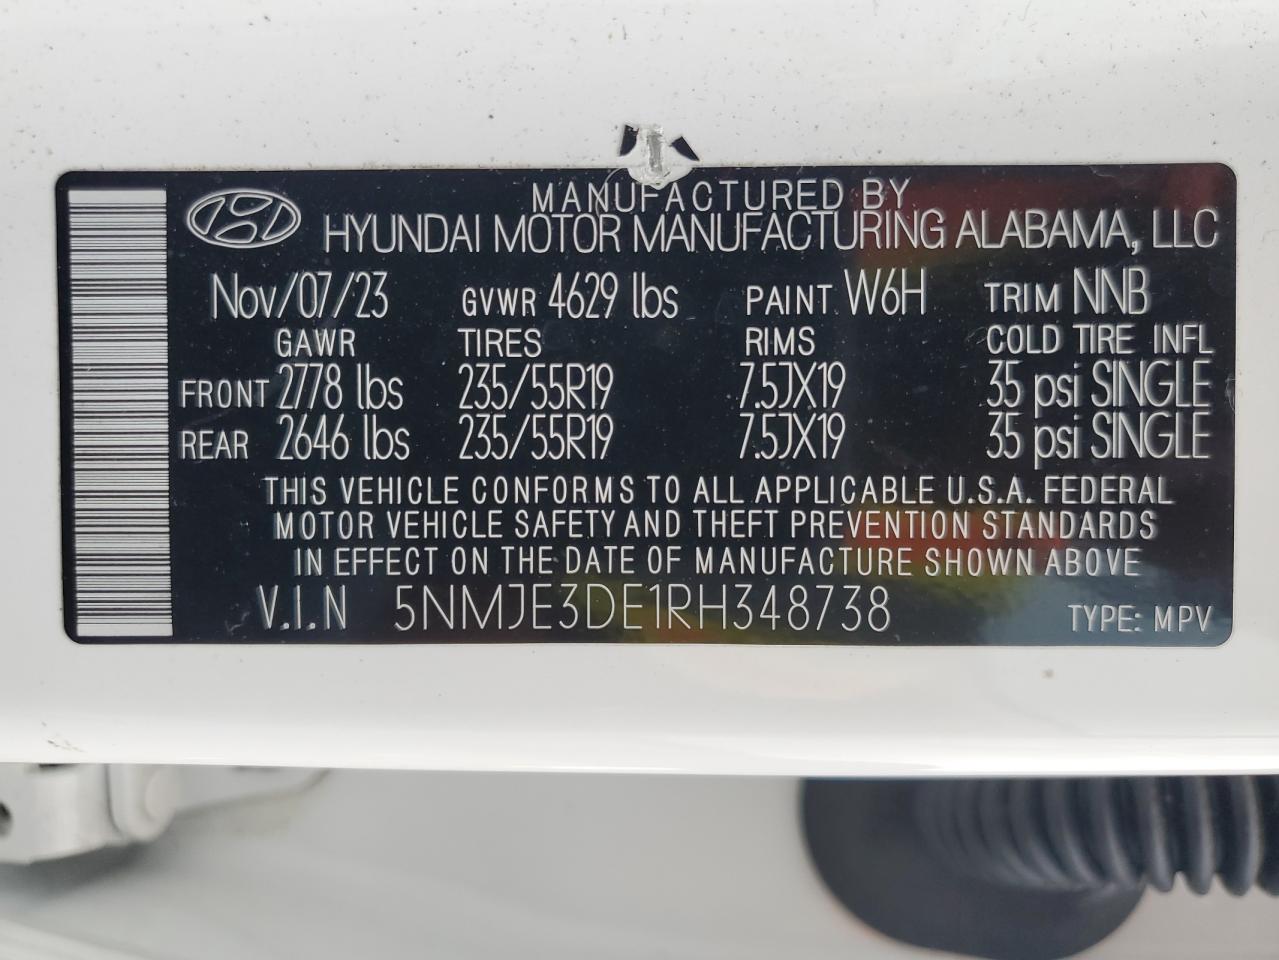 MANUFACTURED BY
HYUNDAI MOTOR MANUFACTURING ALABAMA, LLC
Nov/07/23 GVWR 4629 lbs PAINT W6H TRIM NNB
GAWR TIRES RIMS COLD TIRE INFL
FRONT 2778 lbs 235/55R19 7.5JX19 35 psi SINGLE
REAR 2646 lbs 235/55R19 7.5JX19 35 psi SINGLE
THIS VEHICLE CONFORMS TO ALL APPLICABLE U.S.A. FEDERAL
MOTOR VEHICLE SAFETY AND THEFT PREVENTION STANDARDS
IN EFFECT ON THE DATE OF MANUFACTURE SHOWN ABOVE
V.I.N 5NMJE3DE1RH348738 TYPE: MPV